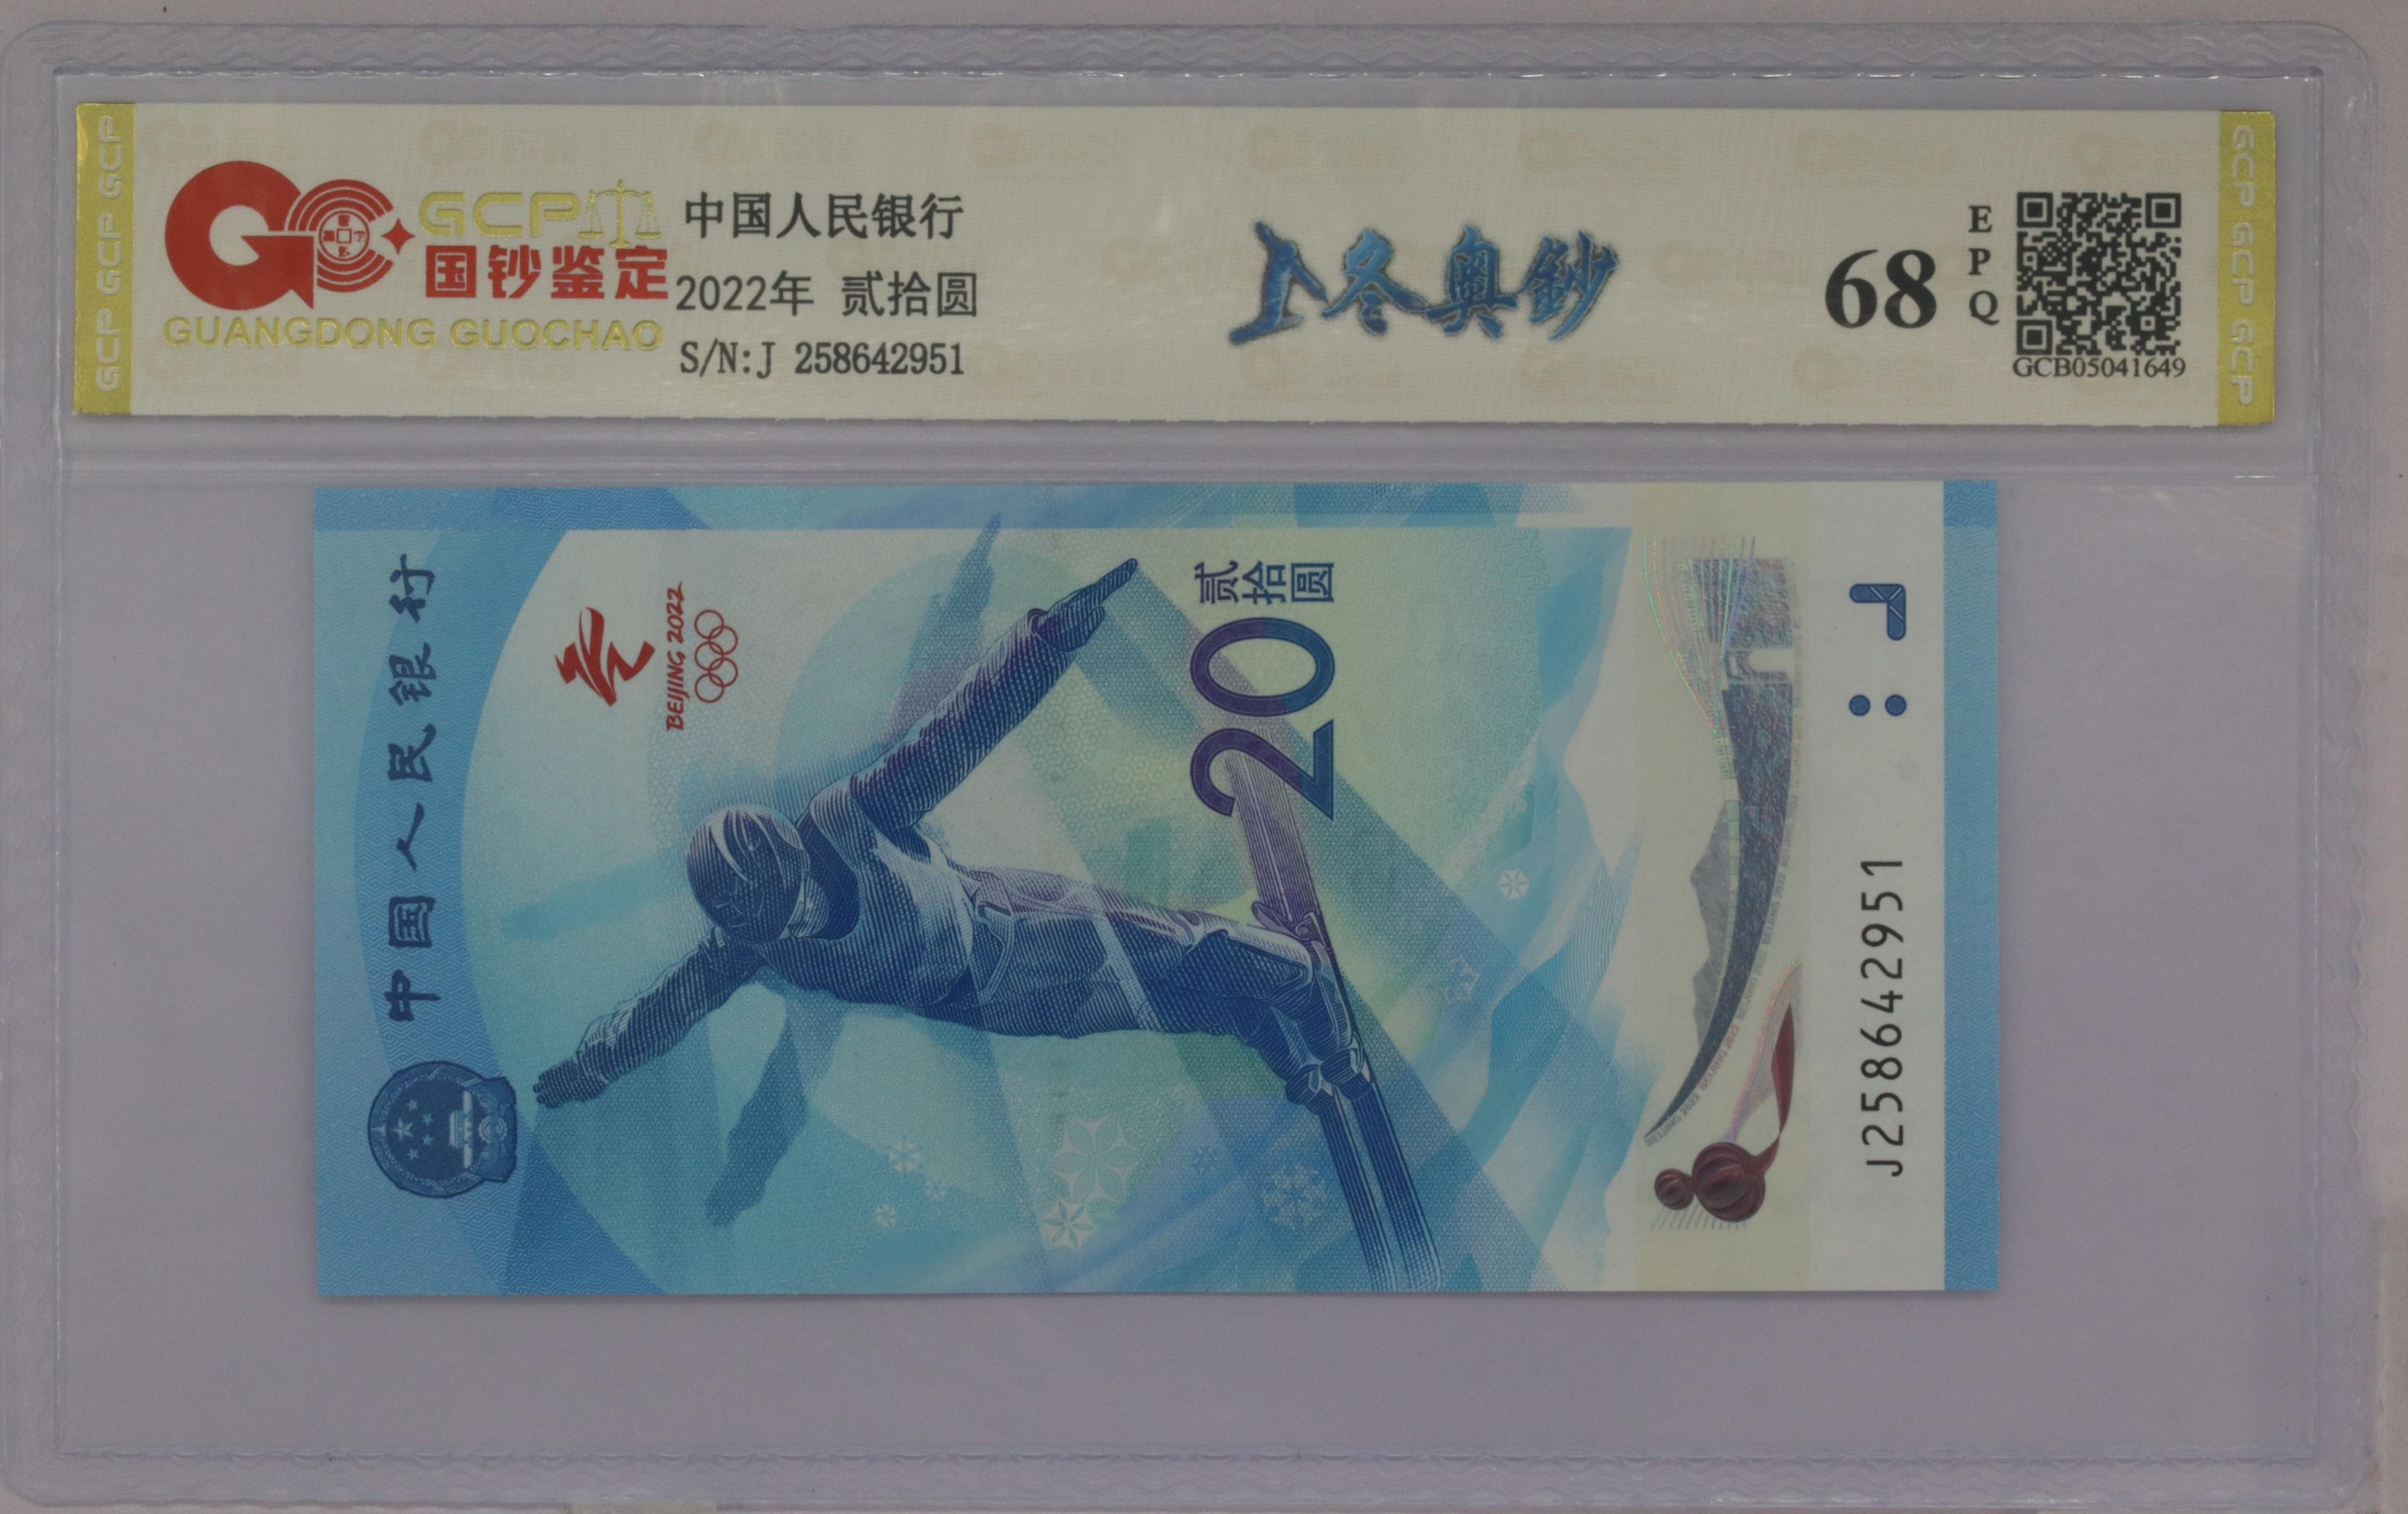 GCP GCP GCP
GCP
国钞鉴定
GUANGDONG GUOCHAO
中国人民银行
2022年 贰拾圆
S/N:J 258642951
冬奥鈔
68
EPQ
GCB05041649
GCP GCP GCP
中国人民银行
BEIJING 2022
贰拾圆
20
J258642951